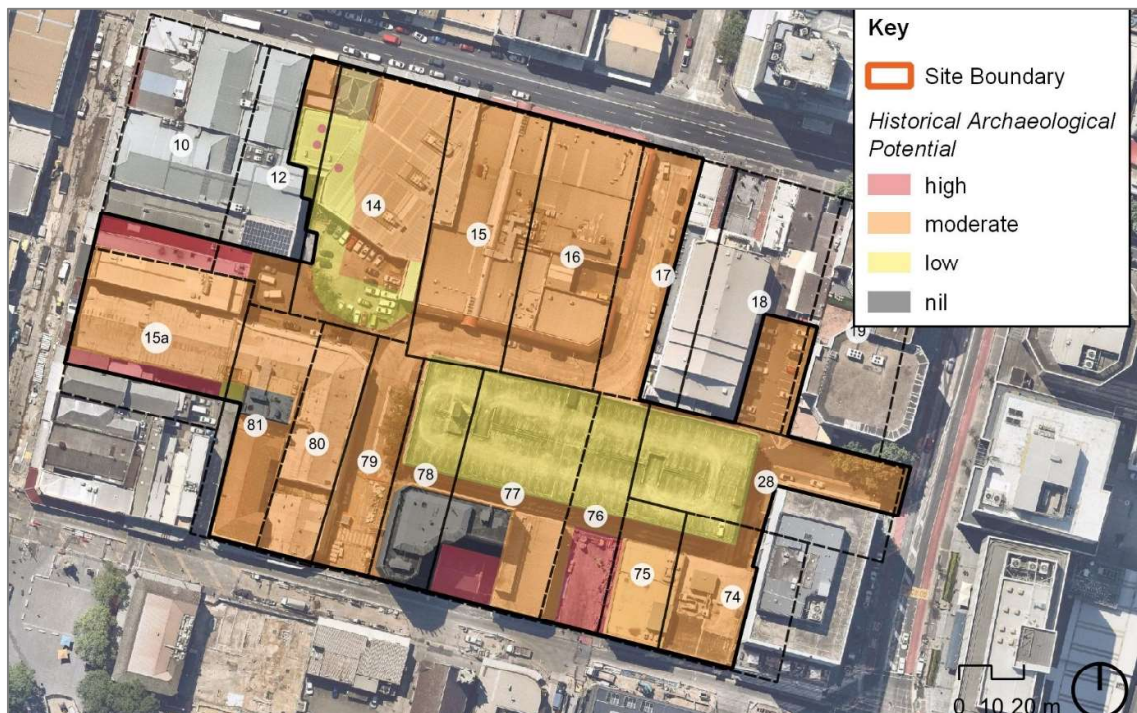 Key
Site Boundary
Historical Archaeological
Potential
high
moderate
low
nil
10
12
14
15
16
17
18
19
15a
81
80
79
78
77
76
28
75
74
0 10 20 m